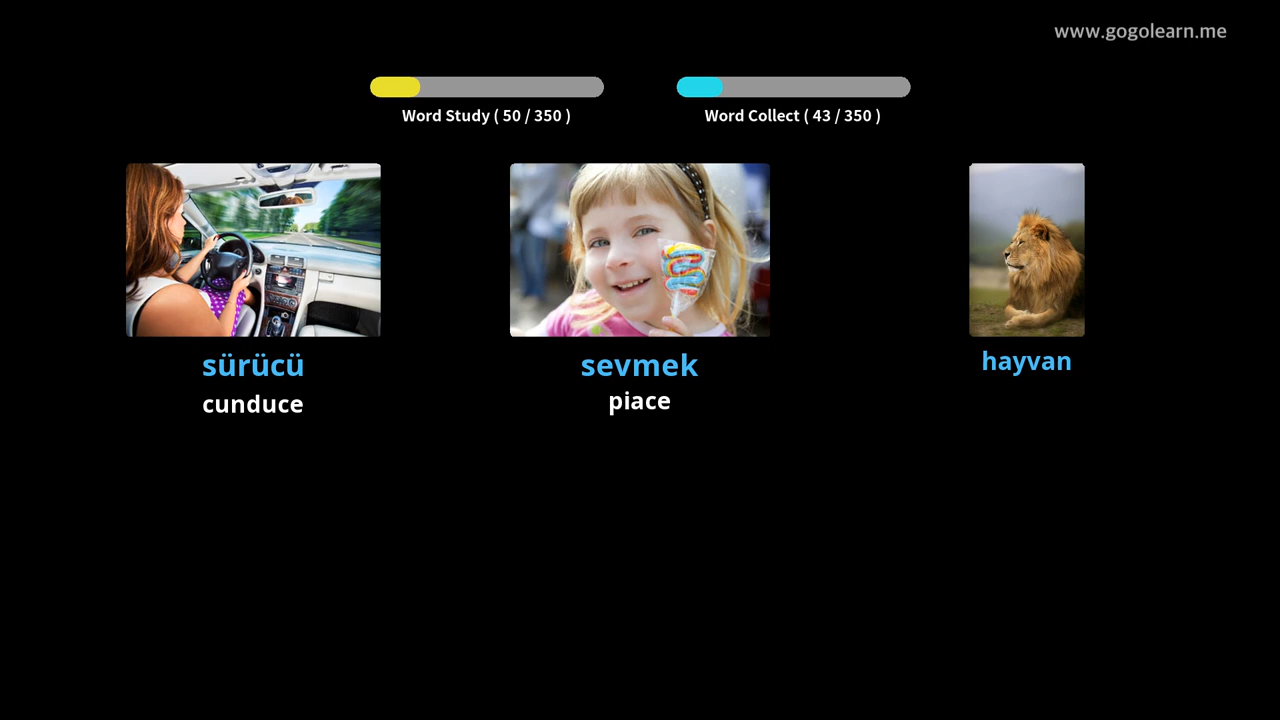 www.gogolearn.me
Word Study ( 50 / 350 )
Word Collect ( 43 / 350 )
sürücü
cunduce
sevmek
piace
hayvan